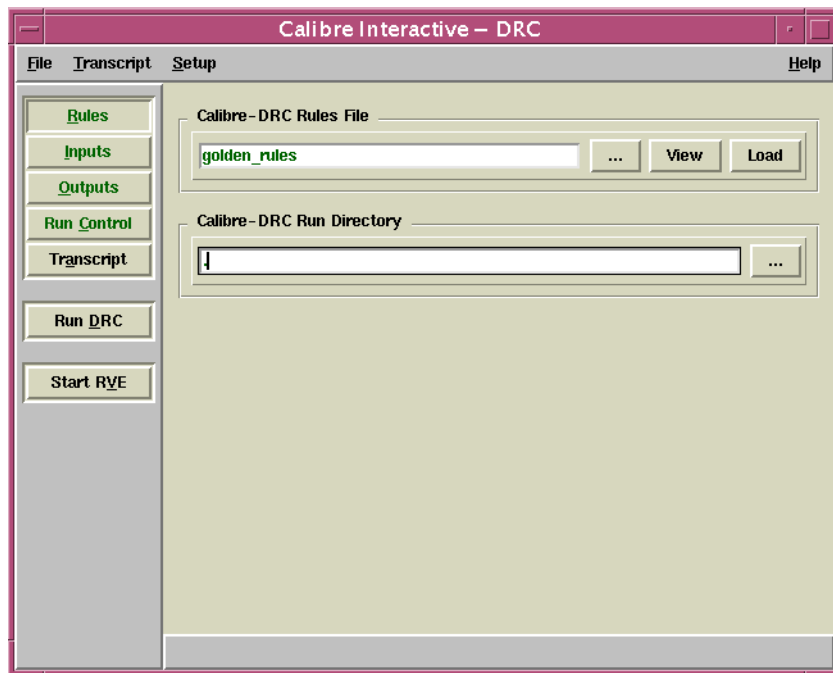 Calibre Interactive – DRC
File Transcript Setup Help
Rules
Inputs
Outputs
Run Control
Transcript
Run DRC
Start RVE
Calibre-DRC Rules File
golden_rules ... View Load
Calibre-DRC Run Directory
. ...